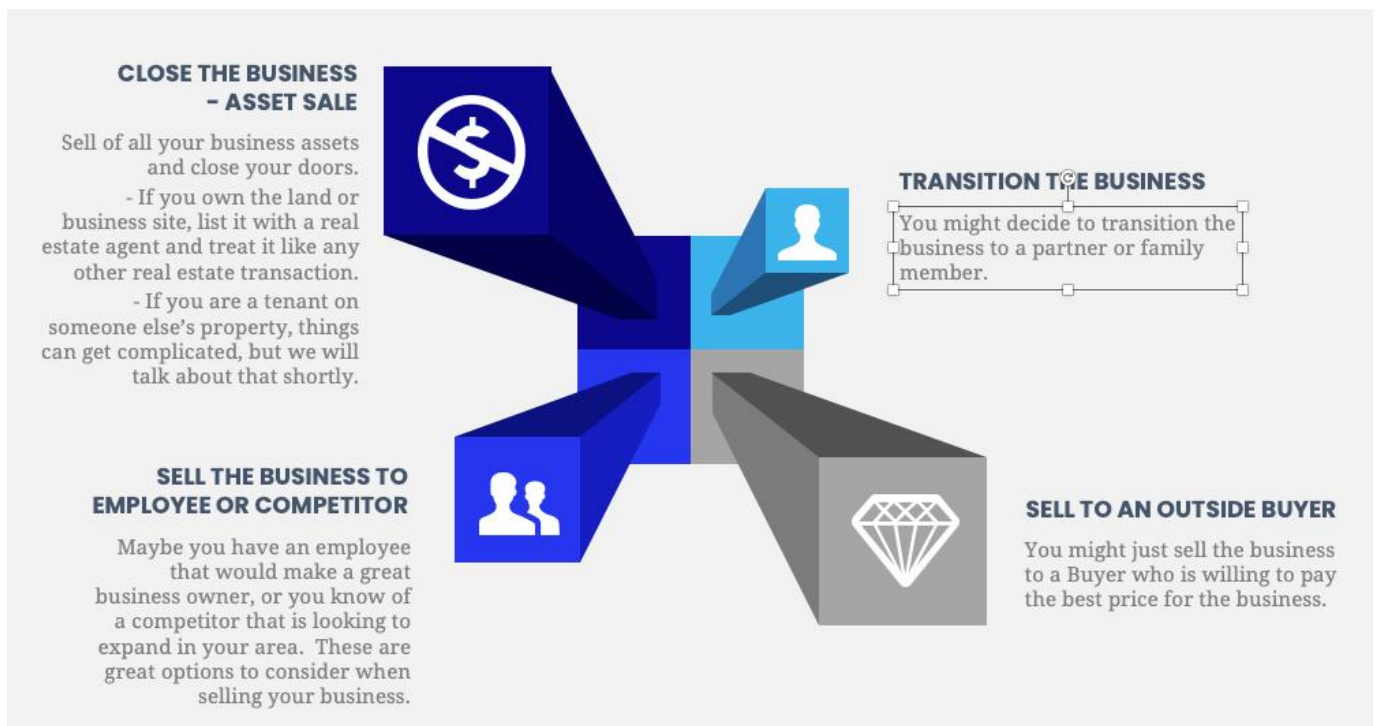 CLOSE THE BUSINESS
- ASSET SALE
Sell of all your business assets
and close your doors.
- If you own the land or
business site, list it with a real
estate agent and treat it like any
other real estate transaction.
- If you are a tenant on
someone else's property, things
can get complicated, but we will
talk about that shortly.
TRANSITION THE BUSINESS
You might decide to transition the
business to a partner or family
member.
SELL THE BUSINESS TO
EMPLOYEE OR COMPETITOR
Maybe you have an employee
that would make a great
business owner, or you know of
a competitor that is looking to
expand in your area.  These are
great options to consider when
selling your business.
SELL TO AN OUTSIDE BUYER
You might just sell the business
to a Buyer who is willing to pay
the best price for the business.